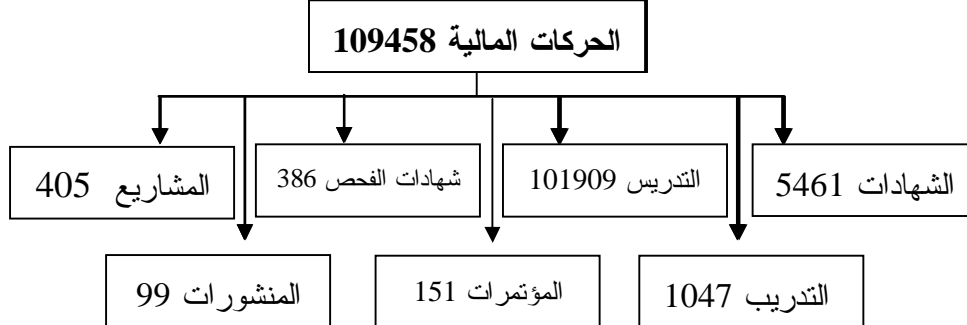 الحركات المالية 109458
الشهادات 5461
التدريس 101909
شهادات الفحص 386
المشاريع 405
التدريب 1047
المؤتمرات 151
المنشورات 99